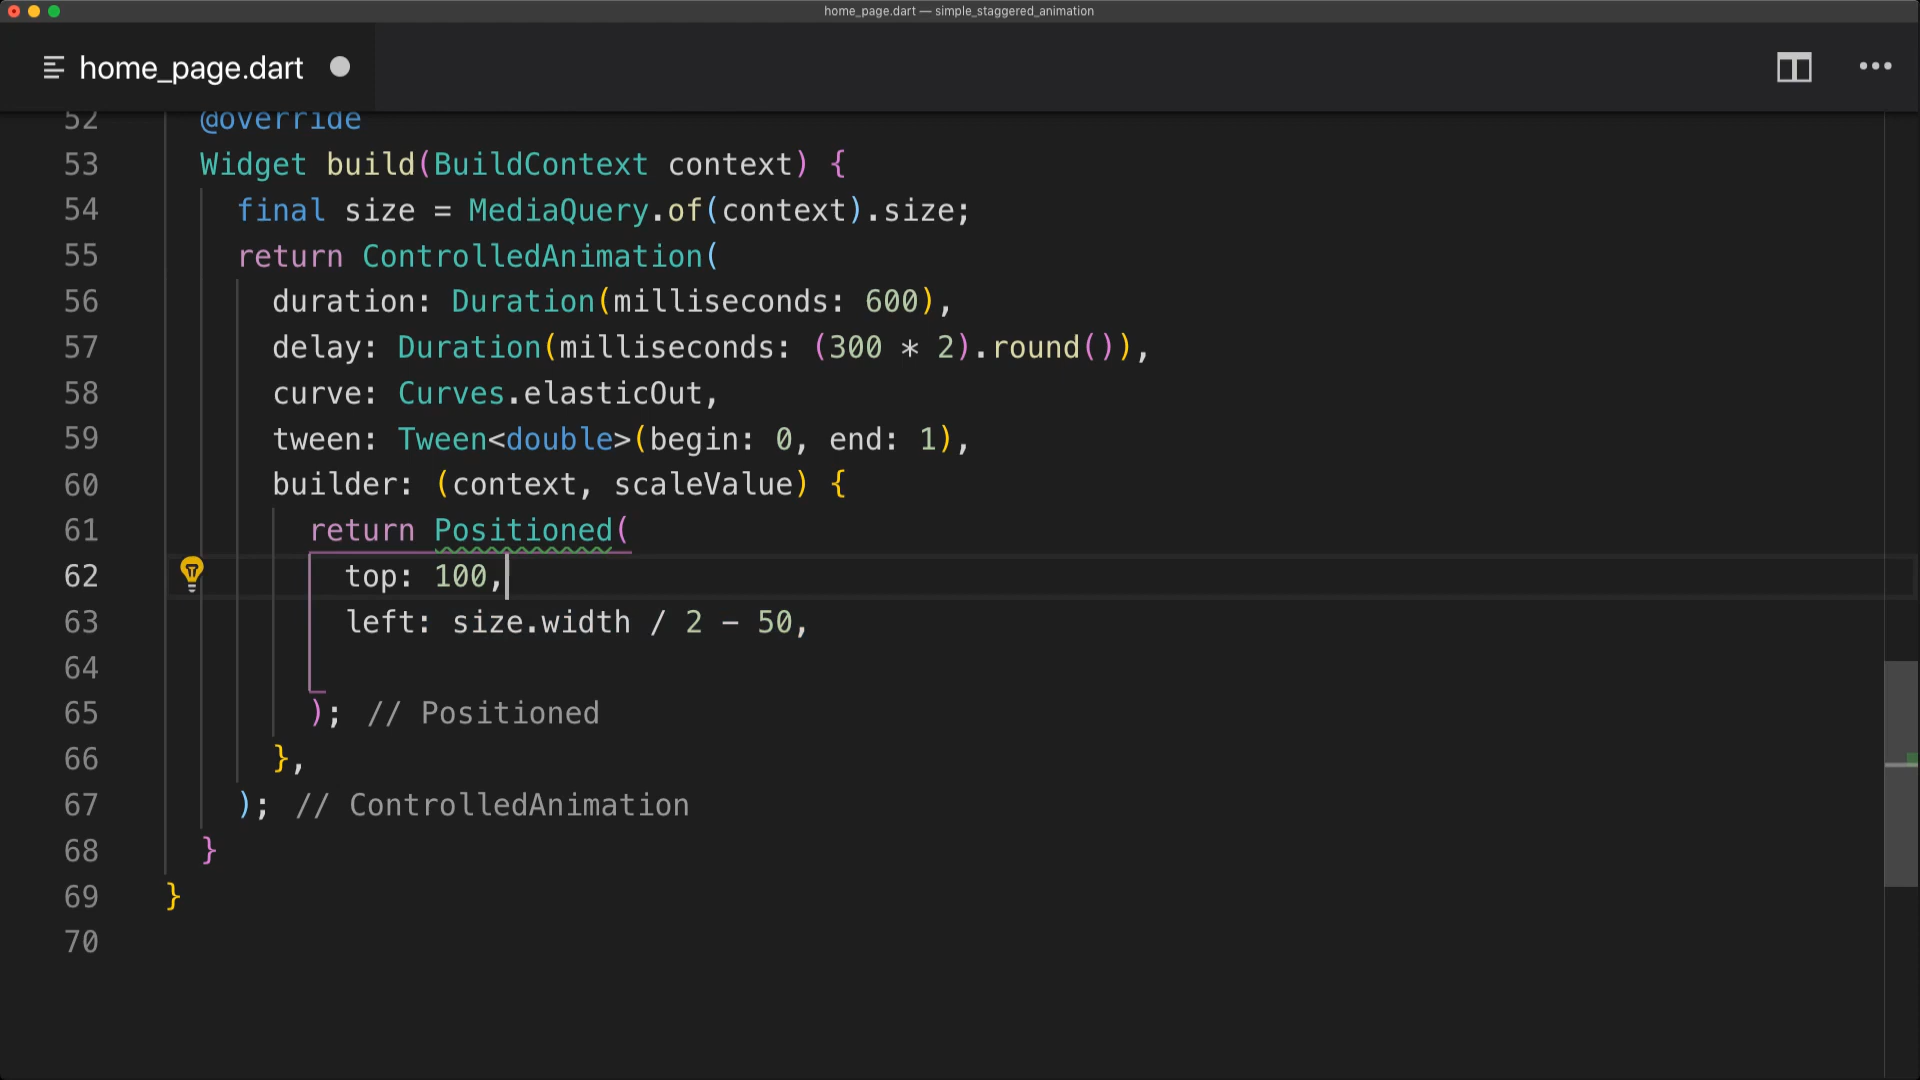 home_page.dart — simple_staggered_animation
home_page.dart
52 @override
53 Widget build(BuildContext context) {
54 final size = MediaQuery.of(context).size;
55 return ControlledAnimation(
56 duration: Duration(milliseconds: 600),
57 delay: Duration(milliseconds: (300 * 2).round()),
58 curve: Curves.elasticOut,
59 tween: Tween<double>(begin: 0, end: 1),
60 builder: (context, scaleValue) {
61 return Positioned(
62 top: 100,
63 left: size.width / 2 - 50,
64
65 ); // Positioned
66 },
67 ); // ControlledAnimation
68 }
69 }
70